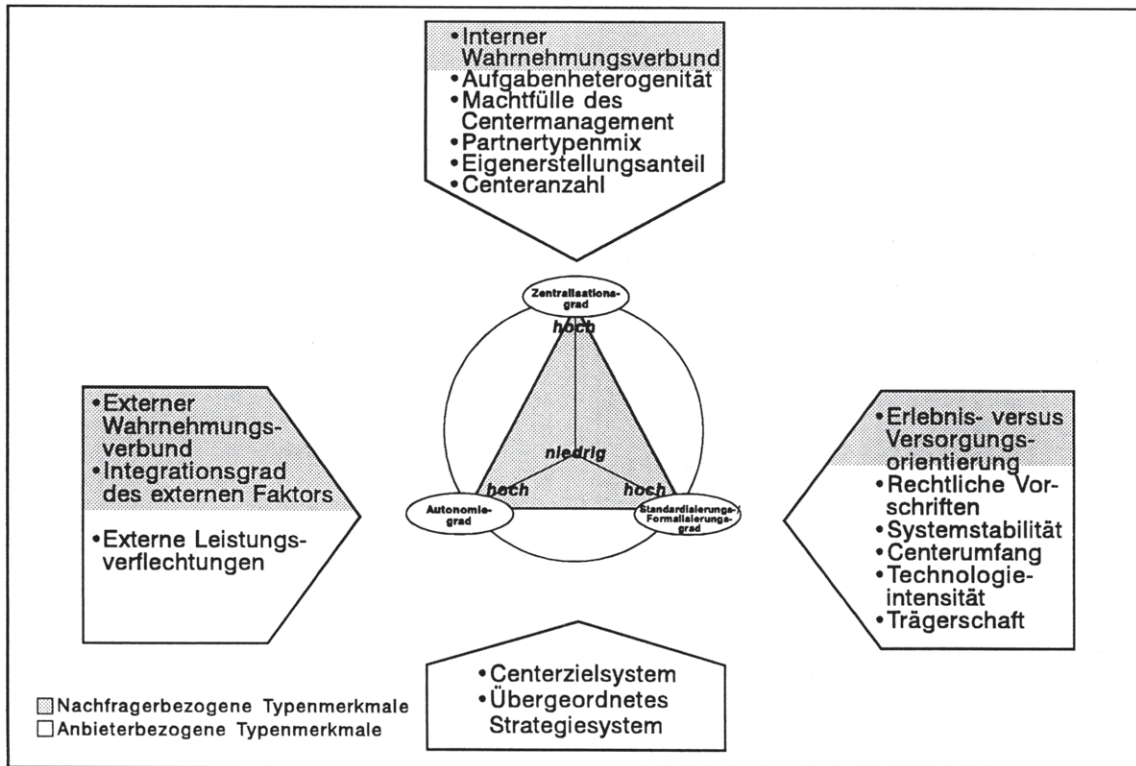 •Interner
Wahrnehmungsverbund
•Aufgabenheterogenität
•Machtfülle des
Centermanagement
•Partnertypenmix
•Eigenerstellungsanteil
•Centeranzahl
Zentralisations-
grad
hoch
•Externer
Wahrnehmungs-
verbund
•Integrationsgrad
des externen Faktors
•Externe Leistungs-
verflechtungen
niedrig
hoch
hoch
Autonomie-
grad
Standardisierungs-/
Formalisierungs-
grad
•Erlebnis- versus
Versorgungs-
orientierung
•Rechtliche Vor-
schriften
•Systemstabilität
•Centerumfang
•Technologie-
intensität
•Trägerschaft
•Centerzielsystem
•Übergeordnetes
Strategiesystem
Nachfragerbezogene Typenmerkmale
Anbieterbezogene Typenmerkmale